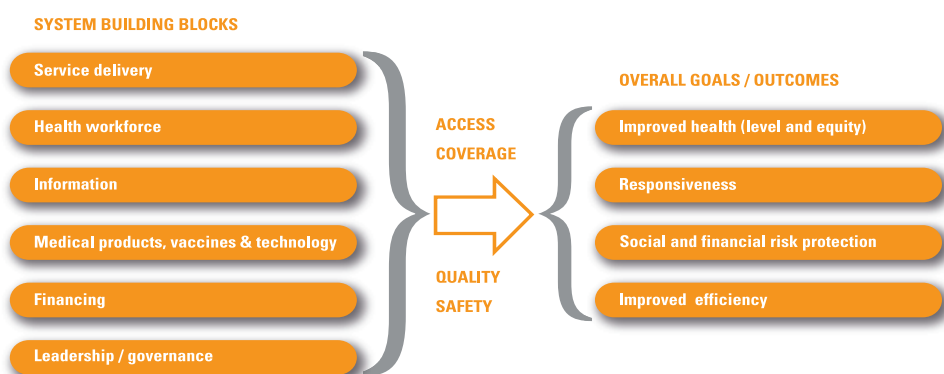 SYSTEM BUILDING BLOCKS
Service delivery
Health workforce
Information
Medical products, vaccines & technology
Financing
Leadership / governance
ACCESS
COVERAGE
QUALITY
SAFETY
OVERALL GOALS / OUTCOMES
Improved health (level and equity)
Responsiveness
Social and financial risk protection
Improved efficiency